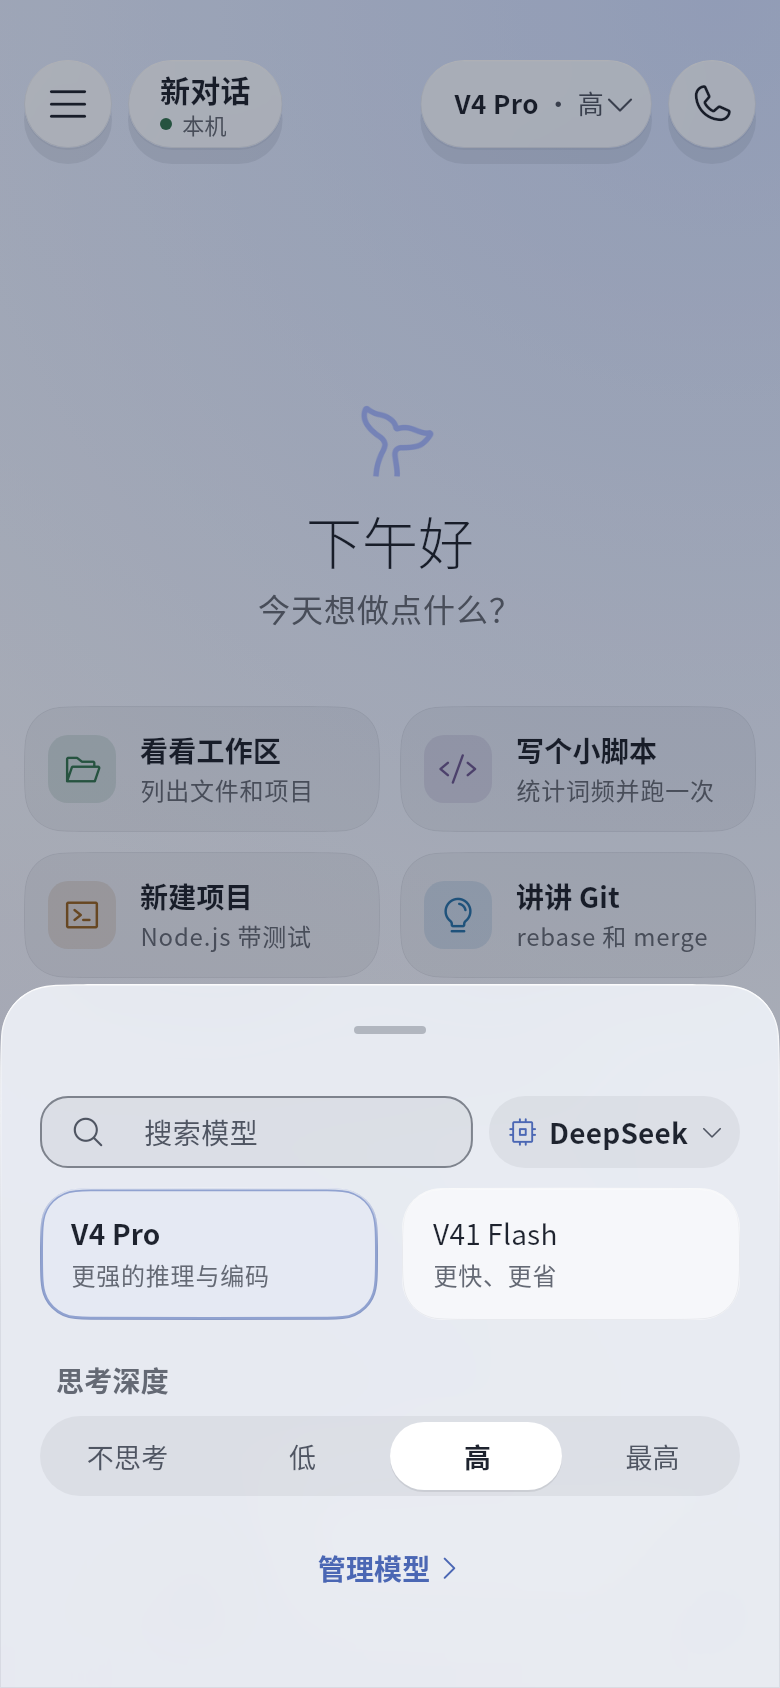 新对话
本机
V4 Pro · 高
下午好
今天想做点什么？
看看工作区
列出文件和项目
写个小脚本
统计词频并跑一次
新建项目
Node.js 带测试
讲讲 Git
rebase 和 merge
搜索模型
DeepSeek
V4 Pro
更强的推理与编码
V41 Flash
更快、更省
思考深度
不思考 低 高 最高
管理模型